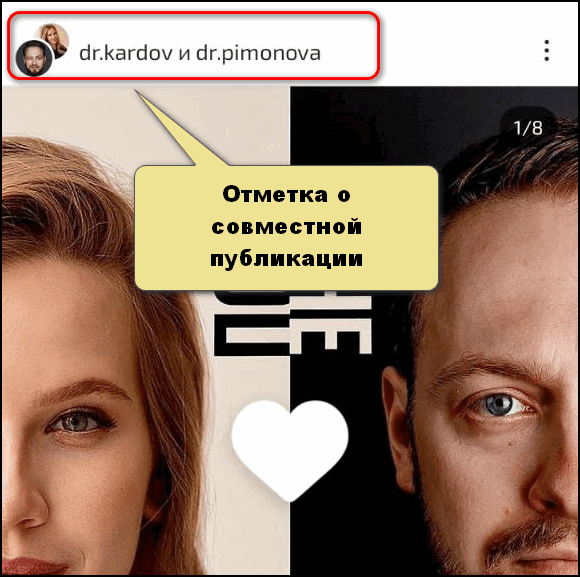 dr.kardov и dr.pimonova
1/8
Отметка о
совместной
публикации